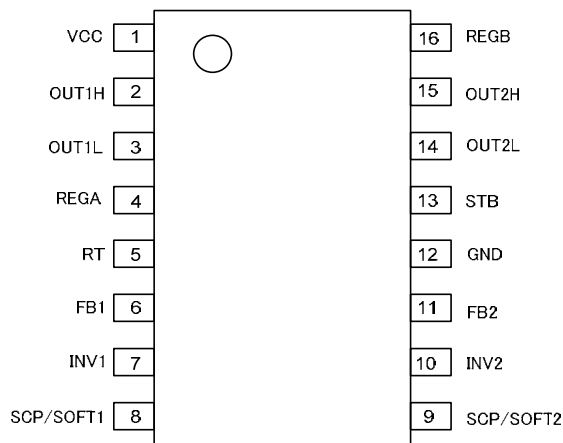 VCC 1 16 REGB
OUT1H 2 15 OUT2H
OUT1L 3 14 OUT2L
REGA 4 13 STB
RT 5 12 GND
FB1 6 11 FB2
INV1 7 10 INV2
SCP/SOFT1 8 9 SCP/SOFT2